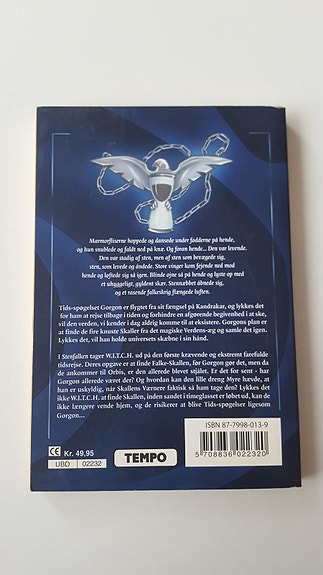 Marmorfliserne hoppede og dansede under fødderne på hende,
og hun snublede og faldt ned på knæ. Og foran hende... Den var levende.
Den var stadig af sten, men af sten som bevægede sig,
sten, som levede og åndede. Store vinger kom fejende ned mod
hende og løftede sig igen. Blinde øjne så på hende og lyste op med
et uhyggeligt, gyldent skær. Stennæbbet åbnede sig,
og et rasende falkeskrig flængede luften.
Tids-spøgelset Gorgon er flygtet fra sit fængsel på Kandrakar, og lykkes det
for ham at rejse tilbage i tiden og forhindre en afgørende begivenhed i at ske,
vil den verden, vi kender i dag aldrig komme til at eksistere. Gorgons plan er
at finde de fire knuste Skaller fra det magiske Verdens-æg og samle det igen.
Lykkes det, vil han holde universets skæbne i sin hånd.
I Stenfalken tager W.I.T.C.H. ud på den første krævende og ekstremt farefulde
tidsrejse. Deres opgave er at finde Falke-Skallen, før Gorgon gør det, men da
de ankommer til Orbis, er den allerede blevet stjålet. Er det for sent - har
Gorgon allerede været der? Og hvordan kan den lille dreng Myre hævde, at
han er uskyldig, når Skallens Værner faktisk så ham tage den? Lykkes det
ikke W.I.T.C.H. at finde Skallen, inden sandet i timeglasset er løbet ud, kan
de ikke længere vende hjem, og de risikerer at blive Tids-spøgelser ligesom
Gorgon...
CE Kr. 49,95
UBD 02232
TEMPO
ISBN 87-7998-013-9
5 708836 022320